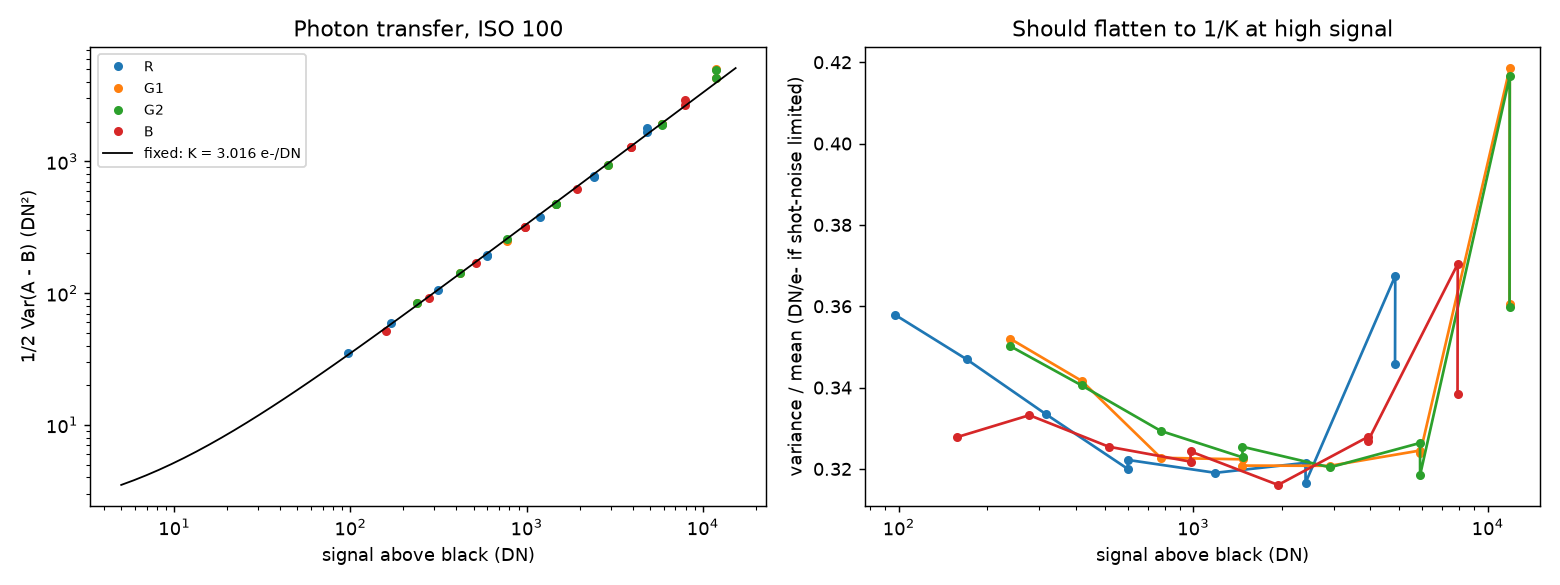 Photon transfer, ISO 100
R
G1
G2
B
fixed: K = 3.016 e-/DN
1/2 Var(A - B) (DN²)
10³
10²
10¹
10¹ 10² 10³ 10⁴
signal above black (DN)
Should flatten to 1/K at high signal
variance / mean (DN/e- if shot-noise limited)
0.42
0.40
0.38
0.36
0.34
0.32
10² 10³ 10⁴
signal above black (DN)